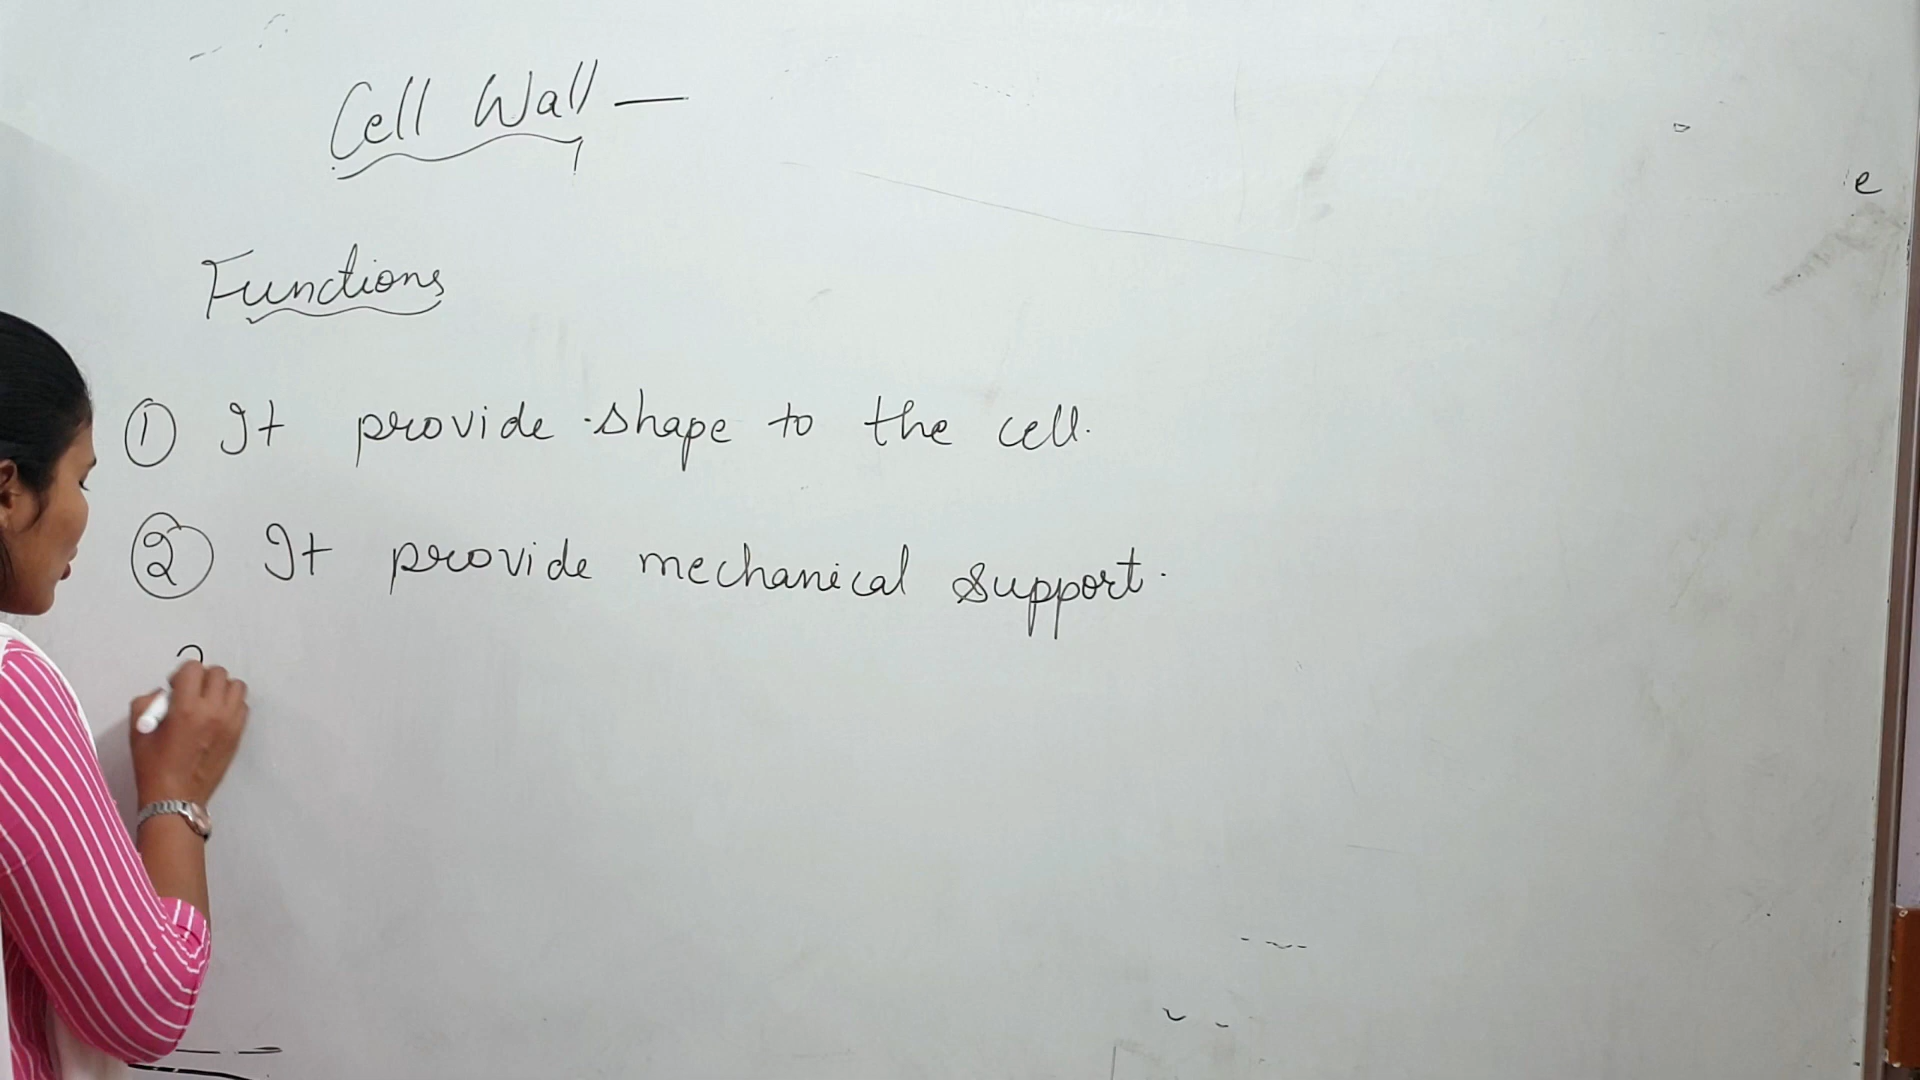 Cell Wall —
e
Functions
① It provide shape to the cell.
② It provide mechanical support.